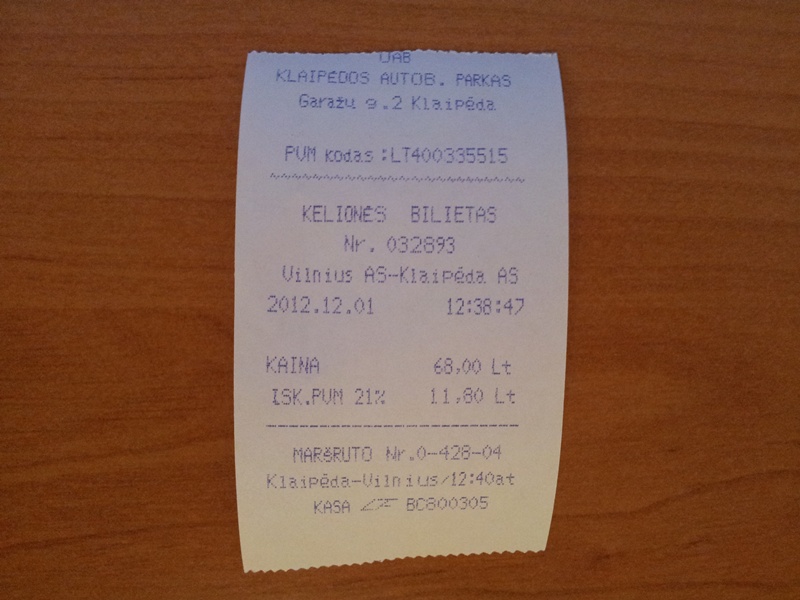 UAB
KLAIPĖDOS AUTOB. PARKAS
Garažų g.2 Klaipėda
PVM kodas :LT400335515
KELIONĖS BILIETAS
Nr. 032893
Vilnius AS-Klaipėda AS
2012.12.01 12:38:47
KAINA 68,00 Lt
ISK.PVM 21% 11,80 Lt
MARŠRUTO Nr.0-428-04
Klaipėda-Vilnius/12:40at
KASA BC800305